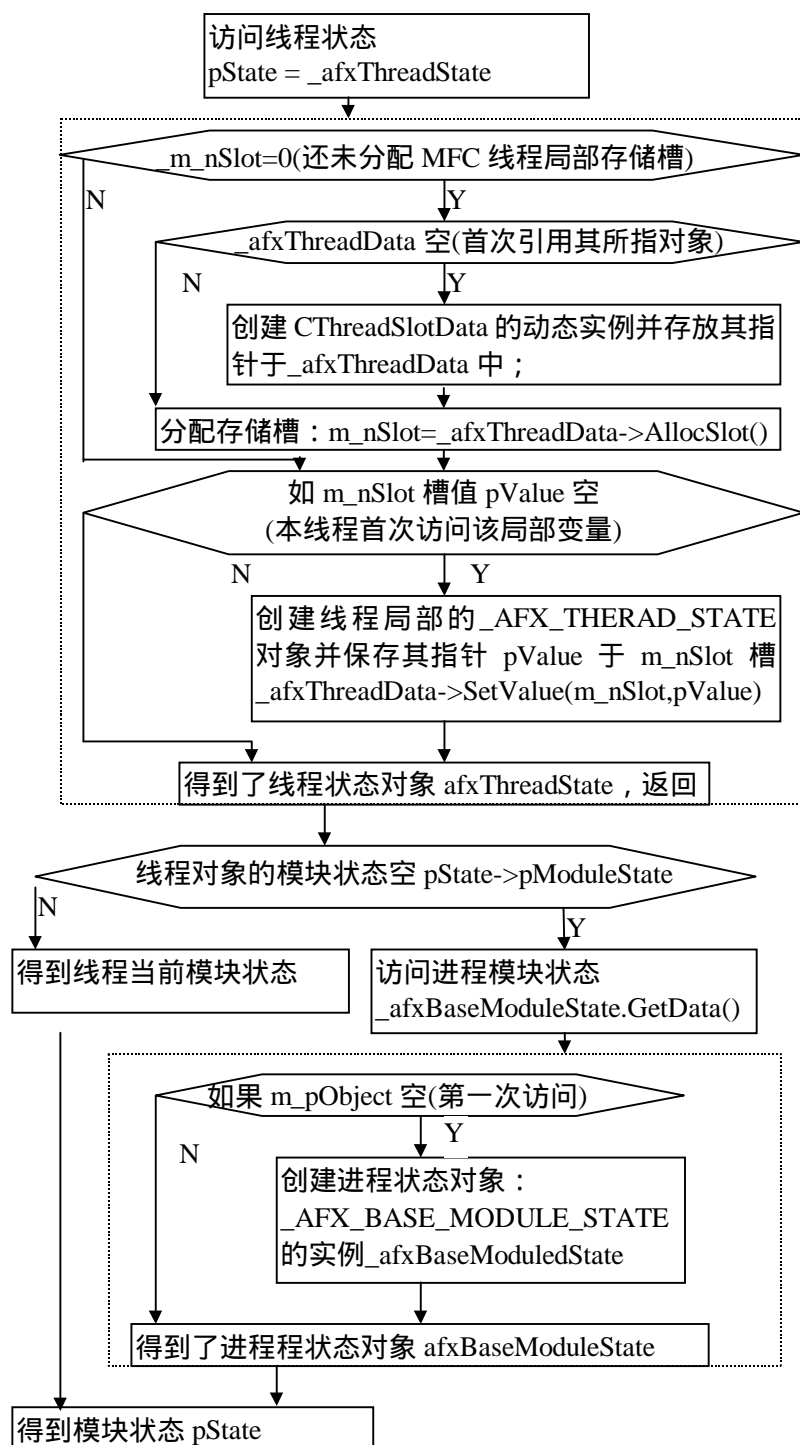 访问线程状态
pState = _afxThreadState
_m_nSlot=0(还未分配 MFC 线程局部存储槽)
N
Y
_afxThreadData 空(首次引用其所指对象)
N
Y
创建 CThreadSlotData 的动态实例并存放其指
针于_afxThreadData 中；
分配存储槽：m_nSlot=_afxThreadData->AllocSlot()
如 m_nSlot 槽值 pValue 空
(本线程首次访问该局部变量)
N
Y
创建线程局部的_AFX_THERAD_STATE
对象并保存其指针 pValue 于 m_nSlot 槽
_afxThreadData->SetValue(m_nSlot,pValue)
得到了线程状态对象 afxThreadState，返回
线程对象的模块状态空 pState->pModuleState
N
Y
得到线程当前模块状态
访问进程模块状态
_afxBaseModuleState.GetData()
如果 m_pObject 空(第一次访问)
Y
N
创建进程状态对象：
_AFX_BASE_MODULE_STATE
的实例_afxBaseModuledState
得到了进程程状态对象 afxBaseModuleState
得到模块状态 pState